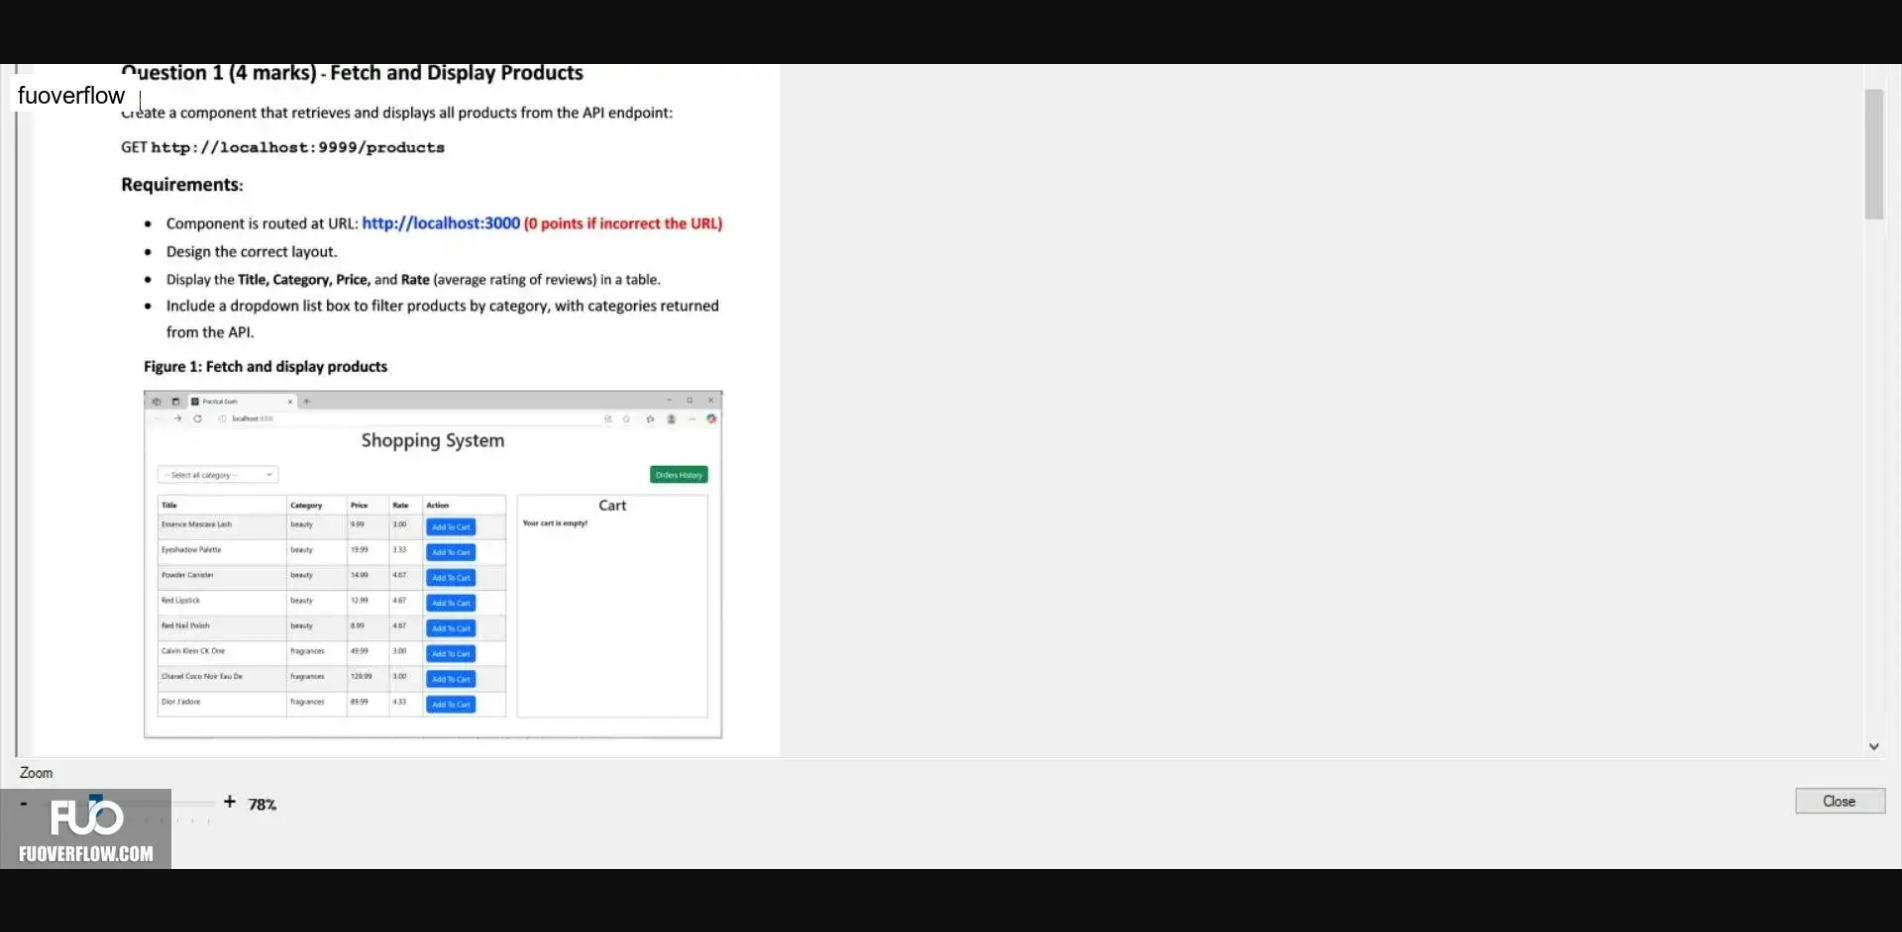 Question 1 (4 marks) - Fetch and Display Products
fuoverflow
Create a component that retrieves and displays all products from the API endpoint:
GET http://localhost:9999/products
Requirements:
• Component is routed at URL: http://localhost:3000 (0 points if incorrect the URL)
• Design the correct layout.
• Display the Title, Category, Price, and Rate (average rating of reviews) in a table.
• Include a dropdown list box to filter products by category, with categories returned
from the API.
Figure 1: Fetch and display products
Practical Exam
localhost:3000
Shopping System
-- Select all category --
Orders History
Title Category Price Rate Action
Cart
Essence Mascara Lash beauty 9.99 3.00 Add To Cart
Your cart is empty!
Eyeshadow Palette beauty 19.99 3.33 Add To Cart
Powder Canister beauty 14.99 4.67 Add To Cart
Red Lipstick beauty 12.99 4.67 Add To Cart
Red Nail Polish beauty 8.99 4.67 Add To Cart
Calvin Klein CK One fragrances 49.99 3.00 Add To Cart
Chanel Coco Noir Eau De fragrances 129.99 3.00 Add To Cart
Dior J'adore fragrances 89.99 4.33 Add To Cart
Zoom
- + 78%
Close
FUO
FUOVERFLOW.COM